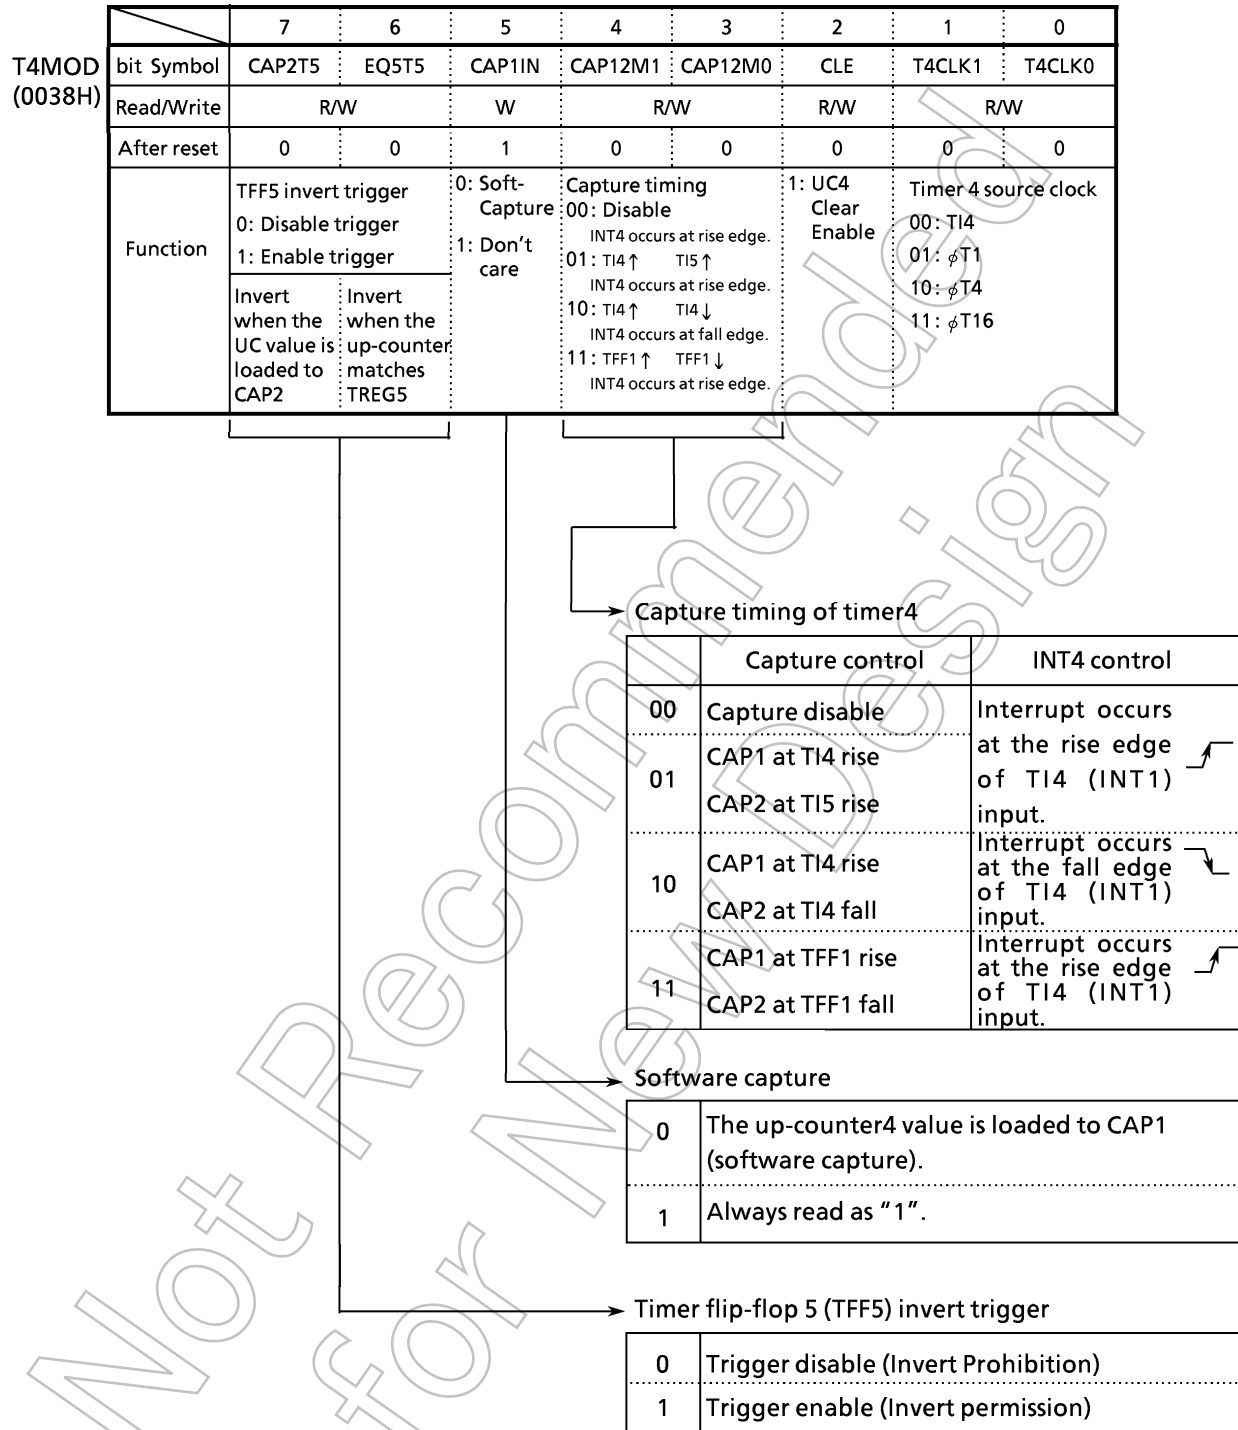 7 6 5 4 3 2 1 0
T4MOD (0038H)
bit Symbol CAP2T5 EQ5T5 CAP1IN CAP12M1 CAP12M0 CLE T4CLK1 T4CLK0
Read/Write R/W W R/W R/W R/W
After reset 0 0 1 0 0 0 0 0
Function
TFF5 invert trigger
0: Disable trigger
1: Enable trigger
Invert
when the
UC value is
loaded to
CAP2
Invert
when the
up-counter
matches
TREG5
0: Soft-
Capture
1: Don't
care
Capture timing
00: Disable
INT4 occurs at rise edge.
01: TI4↑ TI5↑
INT4 occurs at rise edge.
10: TI4↑ TI4↓
INT4 occurs at fall edge.
11: TFF1↑ TFF1↓
INT4 occurs at rise edge.
1: UC4
Clear
Enable
Timer 4 source clock
00: TI4
01: ϕT1
10: ϕT4
11: ϕT16
Capture timing of timer4
Capture control INT4 control
00 Capture disable
01
CAP1 at TI4 rise
CAP2 at TI5 rise
Interrupt occurs
at the rise edge
of TI4 (INT1)
input.
10
CAP1 at TI4 rise
CAP2 at TI4 fall
Interrupt occurs
at the fall edge
of TI4 (INT1)
input.
11
CAP1 at TFF1 rise
CAP2 at TFF1 fall
Interrupt occurs
at the rise edge
of TI4 (INT1)
input.
Software capture
0 The up-counter4 value is loaded to CAP1
(software capture).
1 Always read as "1".
Timer flip-flop 5 (TFF5) invert trigger
0 Trigger disable (Invert Prohibition)
1 Trigger enable (Invert permission)
Not Recommended
for New Design